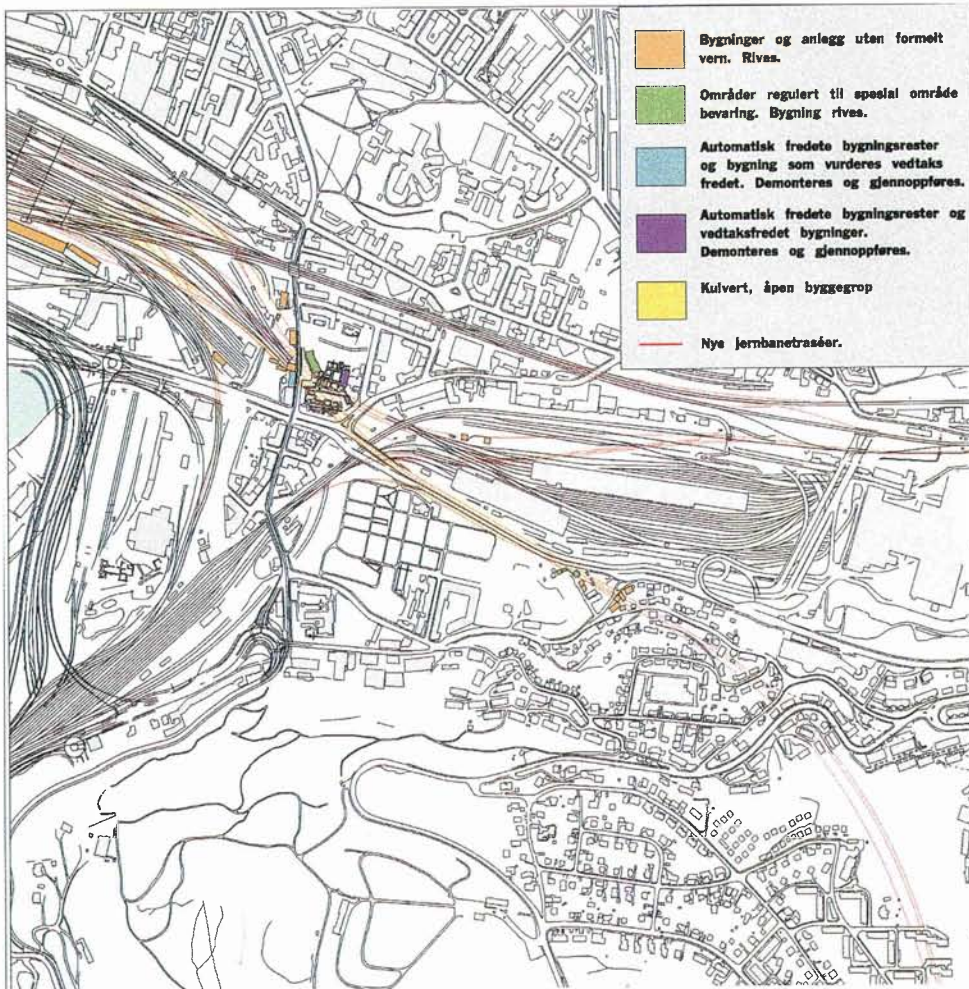 Bygninger og anlegg uten formelt
vern. Rives.
Områder regulert til spesial område
bevaring. Bygning rives.
Automatisk fredete bygningsrester
og bygning som vurderes vedtaks
fredet. Demonteres og gjennoppføres.
Automatisk fredete bygningsrester og
vedtaksfredet bygninger.
Demonteres og gjennoppføres.
Kulvert, åpen byggegrop
Nye jernbanetraséer.